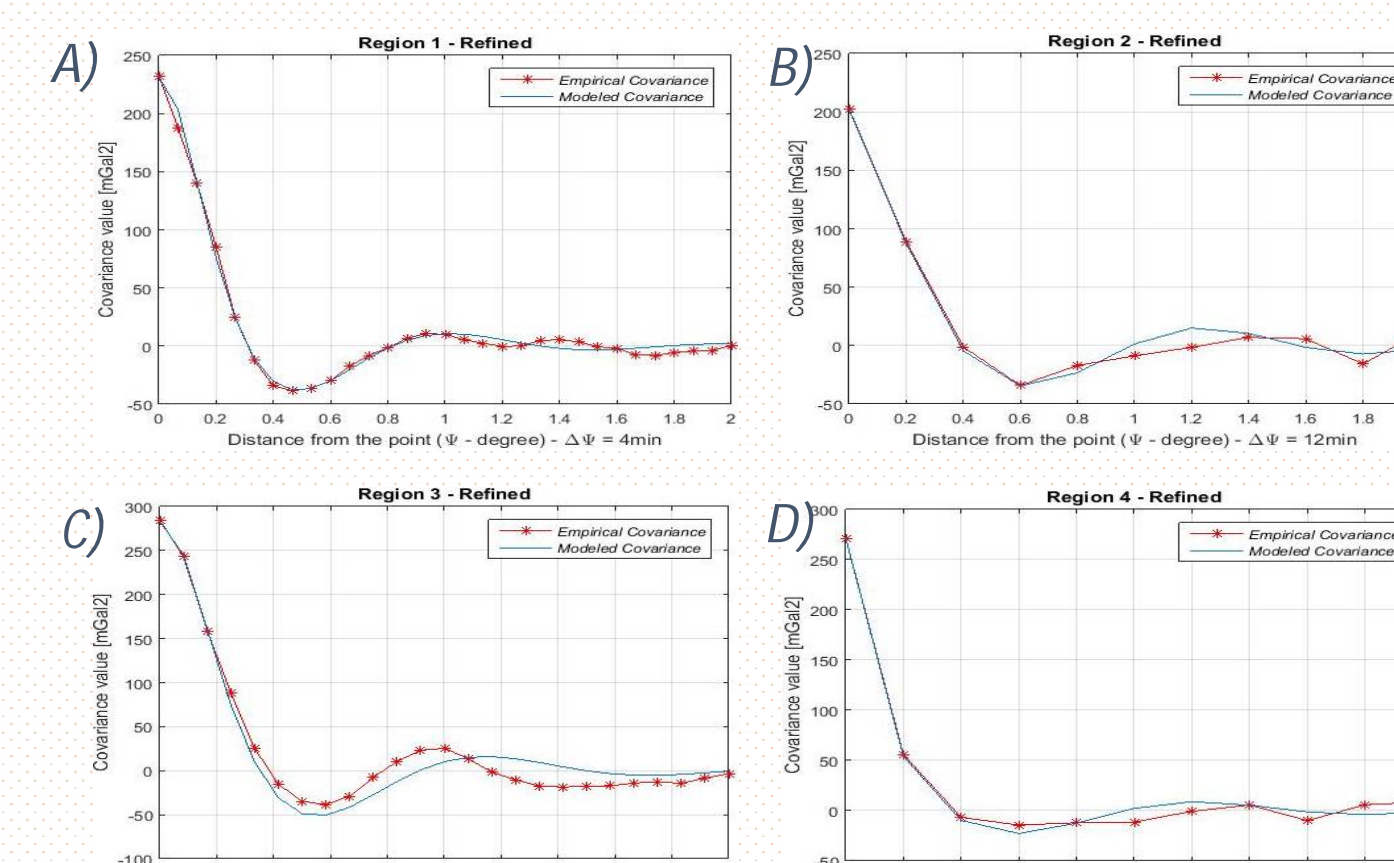 A)
Region 1 - Refined
Covariance value [mGal2]
250
200
150
100
50
0
-50
Empirical Covariance
Modeled Covariance
0 0.2 0.4 0.6 0.8 1 1.2 1.4 1.6 1.8 2
Distance from the point (Ψ - degree) - ΔΨ = 4min
B)
Region 2 - Refined
Covariance value [mGal2]
250
200
150
100
50
0
-50
Empirical Covariance
Modeled Covariance
0 0.2 0.4 0.6 0.8 1 1.2 1.4 1.6 1.8
Distance from the point (Ψ - degree) - ΔΨ = 12min
C)
Region 3 - Refined
Covariance value [mGal2]
300
250
200
150
100
50
0
-50
-100
Empirical Covariance
Modeled Covariance
D)
Region 4 - Refined
Covariance value [mGal2]
300
250
200
150
100
50
0
-50
Empirical Covariance
Modeled Covariance